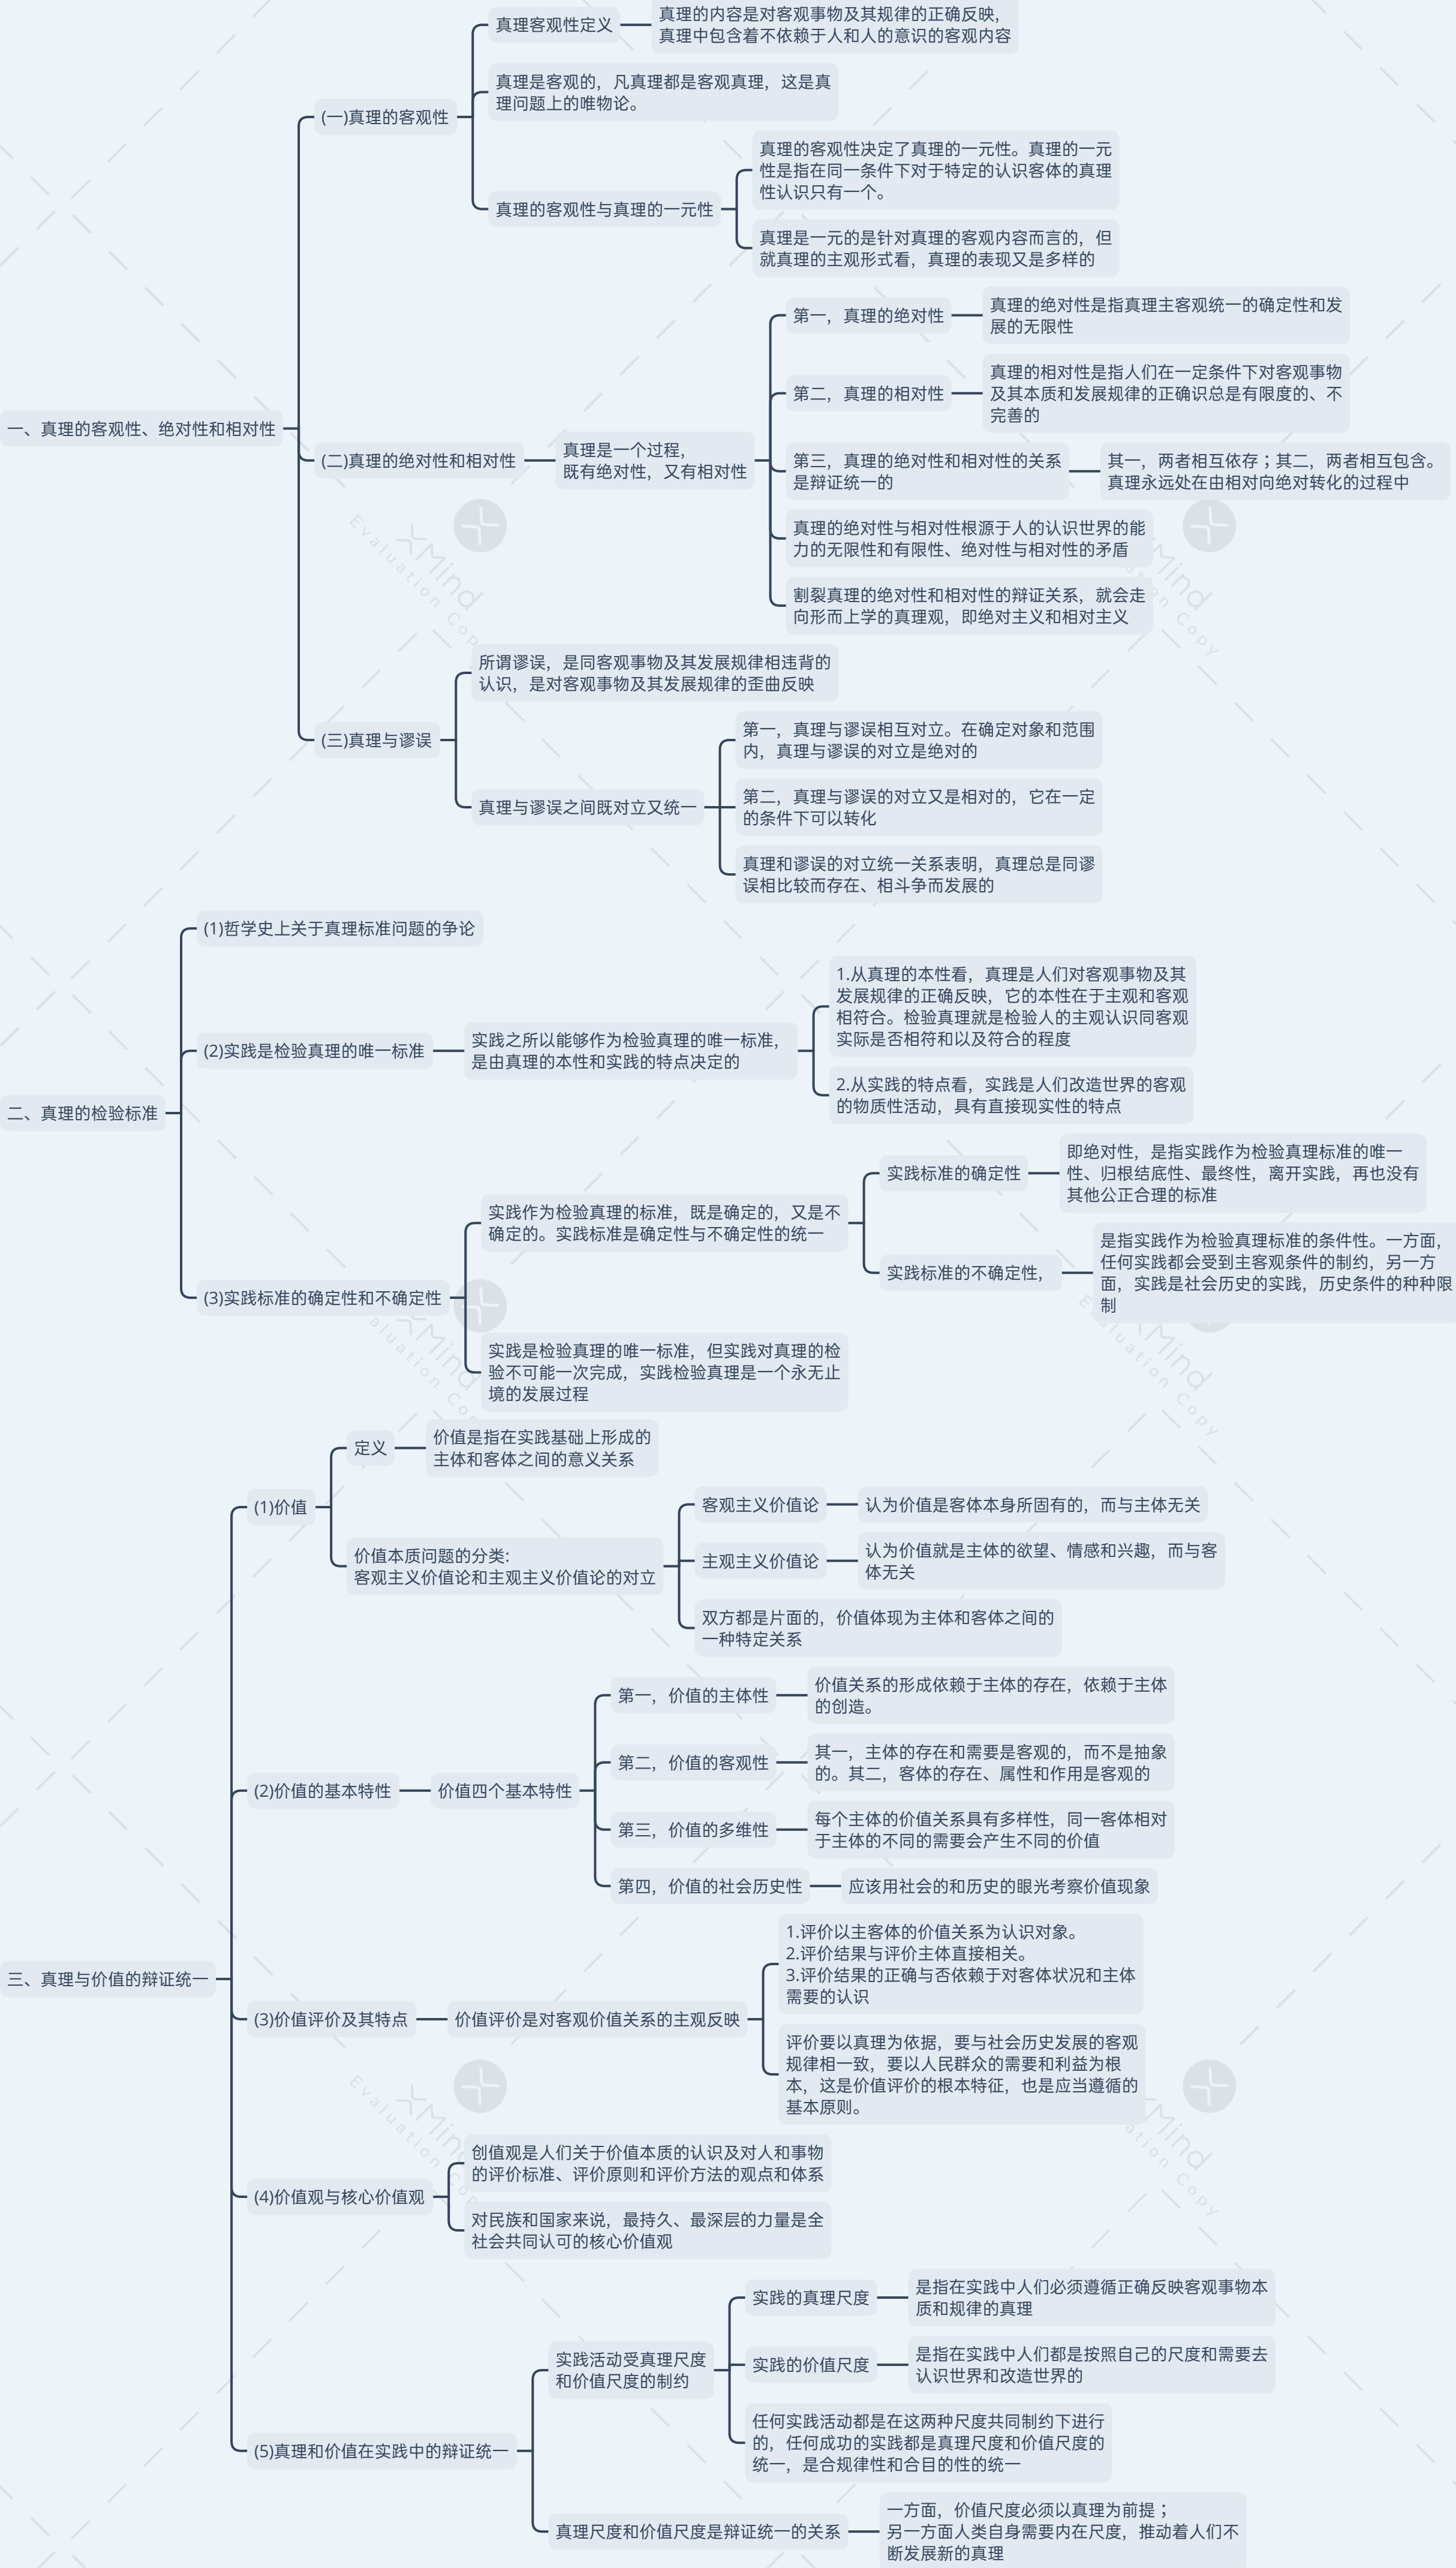 一、真理的客观性、绝对性和相对性
(一)真理的客观性
真理客观性定义
真理的内容是对客观事物及其规律的正确反映，
真理中包含着不依赖于人和人的意识的客观内容
真理是客观的，凡真理都是客观真理，这是真
理问题上的唯物论。
真理的客观性与真理的一元性
真理的客观性决定了真理的一元性。真理的一元
性是指在同一条件下对于特定的认识客体的真理
性认识只有一个。
真理是一元的是针对真理的客观内容而言的，但
就真理的主观形式看，真理的表现又是多样的
(二)真理的绝对性和相对性
真理是一个过程，
既有绝对性，又有相对性
第一，真理的绝对性
真理的绝对性是指真理主客观统一的确定性和发
展的无限性
第二，真理的相对性
真理的相对性是指人们在一定条件下对客观事物
及其本质和发展规律的正确识总是有限度的、不
完善的
第三，真理的绝对性和相对性的关系
是辩证统一的
其一，两者相互依存；其二，两者相互包含。
真理永远处在由相对向绝对转化的过程中
真理的绝对性与相对性根源于人的认识世界的能
力的无限性和有限性、绝对性与相对性的矛盾
割裂真理的绝对性和相对性的辩证关系，就会走
向形而上学的真理观，即绝对主义和相对主义
(三)真理与谬误
所谓谬误，是同客观事物及其发展规律相违背的
认识，是对客观事物及其发展规律的歪曲反映
真理与谬误之间既对立又统一
第一，真理与谬误相互对立。在确定对象和范围
内，真理与谬误的对立是绝对的
第二，真理与谬误的对立又是相对的，它在一定
的条件下可以转化
真理和谬误的对立统一关系表明，真理总是同谬
误相比较而存在、相斗争而发展的
二、真理的检验标准
(1)哲学史上关于真理标准问题的争论
(2)实践是检验真理的唯一标准
实践之所以能够作为检验真理的唯一标准，
是由真理的本性和实践的特点决定的
1.从真理的本性看，真理是人们对客观事物及其
发展规律的正确反映，它的本性在于主观和客观
相符合。检验真理就是检验人的主观认识同客观
实际是否相符和以及符合的程度
2.从实践的特点看，实践是人们改造世界的客观
的物质性活动，具有直接现实性的特点
(3)实践标准的确定性和不确定性
实践作为检验真理的标准，既是确定的，又是不
确定的。实践标准是确定性与不确定性的统一
实践标准的确定性
即绝对性，是指实践作为检验真理标准的唯一
性、归根结底性、最终性，离开实践，再也没有
其他公正合理的标准
实践标准的不确定性，
是指实践作为检验真理标准的条件性。一方面，
任何实践都会受到主客观条件的制约，另一方
面，实践是社会历史的实践，历史条件的种种限
制
实践是检验真理的唯一标准，但实践对真理的检
验不可能一次完成，实践检验真理是一个永无止
境的发展过程
三、真理与价值的辩证统一
(1)价值
定义
价值是指在实践基础上形成的
主体和客体之间的意义关系
价值本质问题的分类:
客观主义价值论和主观主义价值论的对立
客观主义价值论
认为价值是客体本身所固有的，而与主体无关
主观主义价值论
认为价值就是主体的欲望、情感和兴趣，而与客
体无关
双方都是片面的，价值体现为主体和客体之间的
一种特定关系
(2)价值的基本特性
价值四个基本特性
第一，价值的主体性
价值关系的形成依赖于主体的存在，依赖于主体
的创造。
第二，价值的客观性
其一，主体的存在和需要是客观的，而不是抽象
的。其二，客体的存在、属性和作用是客观的
第三，价值的多维性
每个主体的价值关系具有多样性，同一客体相对
于主体的不同的需要会产生不同的价值
第四，价值的社会历史性
应该用社会的和历史的眼光考察价值现象
(3)价值评价及其特点
价值评价是对客观价值关系的主观反映
1.评价以主客体的价值关系为认识对象。
2.评价结果与评价主体直接相关。
3.评价结果的正确与否依赖于对客体状况和主体
需要的认识
评价要以真理为依据，要与社会历史发展的客观
规律相一致，要以人民群众的需要和利益为根
本，这是价值评价的根本特征，也是应当遵循的
基本原则。
(4)价值观与核心价值观
创值观是人们关于价值本质的认识及对人和事物
的评价标准、评价原则和评价方法的观点和体系
对民族和国家来说，最持久、最深层的力量是全
社会共同认可的核心价值观
(5)真理和价值在实践中的辩证统一
实践活动受真理尺度
和价值尺度的制约
实践的真理尺度
是指在实践中人们必须遵循正确反映客观事物本
质和规律的真理
实践的价值尺度
是指在实践中人们都是按照自己的尺度和需要去
认识世界和改造世界的
任何实践活动都是在这两种尺度共同制约下进行
的，任何成功的实践都是真理尺度和价值尺度的
统一，是合规律性和合目的性的统一
真理尺度和价值尺度是辩证统一的关系
一方面，价值尺度必须以真理为前提；
另一方面人类自身需要内在尺度，推动着人们不
断发展新的真理
XMind
Evaluation Copy